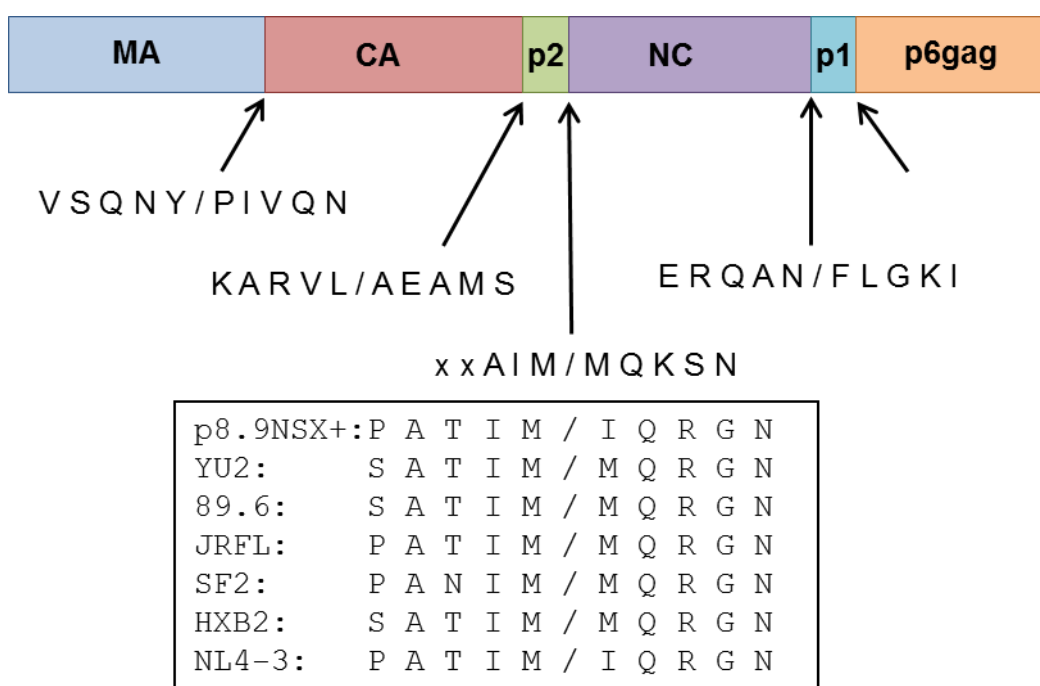 MA CA p2 NC p1 p6gag
V S Q N Y / P I V Q N
K A R V L / A E A M S
E R Q A N / F L G K I
x x A I M / M Q K S N
p8.9NSX+: P A T I M / I Q R G N
YU2: S A T I M / M Q R G N
89.6: S A T I M / M Q R G N
JRFL: P A T I M / M Q R G N
SF2: P A N I M / M Q R G N
HXB2: S A T I M / M Q R G N
NL4-3: P A T I M / I Q R G N